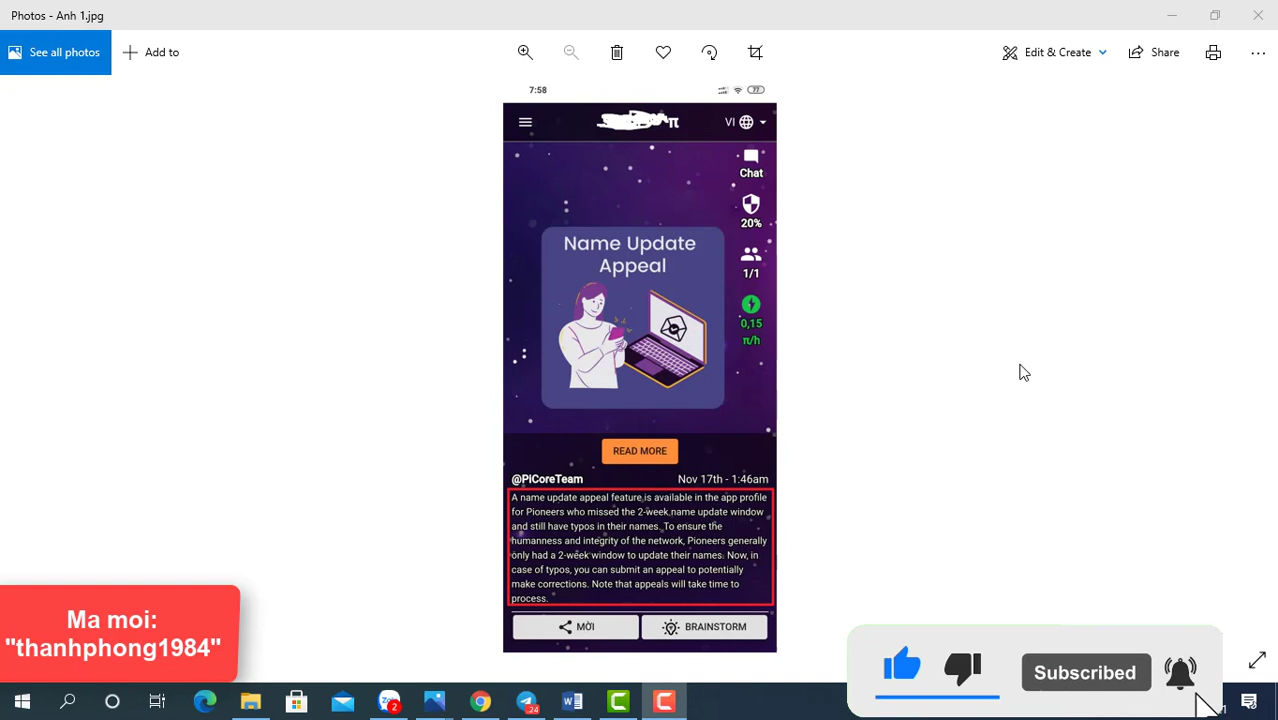 Photos - Anh 1.jpg
See all photos
Add to
Edit & Create
Share
7:58
77
π
VI
Chat
20%
1/1
0,15
π/h
Name Update
Appeal
READ MORE
@PiCoreTeam
Nov 17th - 1:46am
A name update appeal feature is available in the app profile
for Pioneers who missed the 2-week name update window
and still have typos in their names. To ensure the
humanness and integrity of the network, Pioneers generally
only had a 2-week window to update their names. Now, in
case of typos, you can submit an appeal to potentially
make corrections. Note that appeals will take time to
process.
MỜI
BRAINSTORM
Ma moi:
"thanhphong1984"
Subscribed
Zalo
2
24